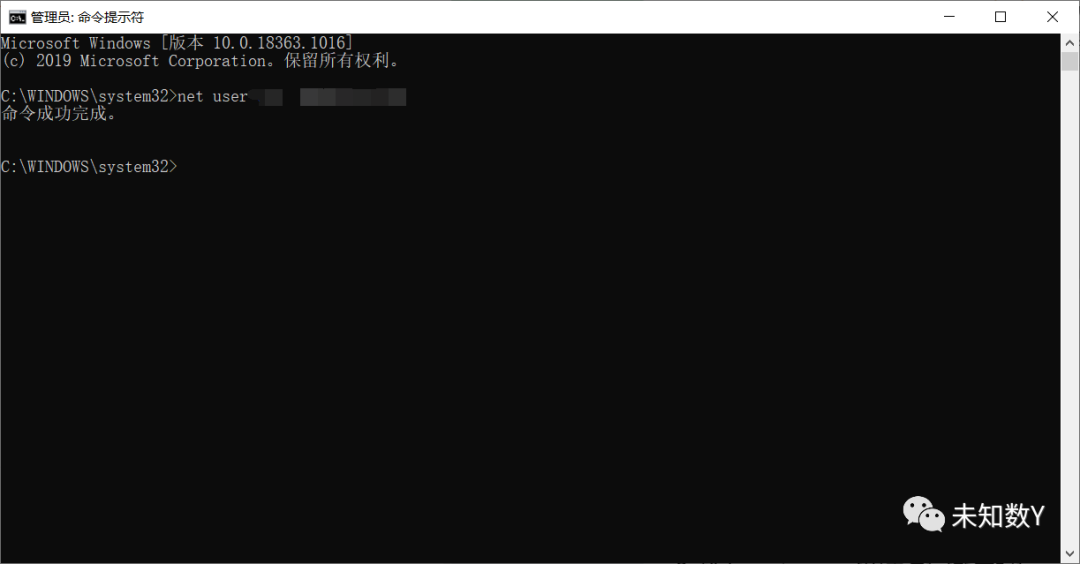 管理员: 命令提示符
Microsoft Windows [版本 10.0.18363.1016]
(c) 2019 Microsoft Corporation。保留所有权利。
C:\WINDOWS\system32>net user
命令成功完成。
C:\WINDOWS\system32>
未知数Y